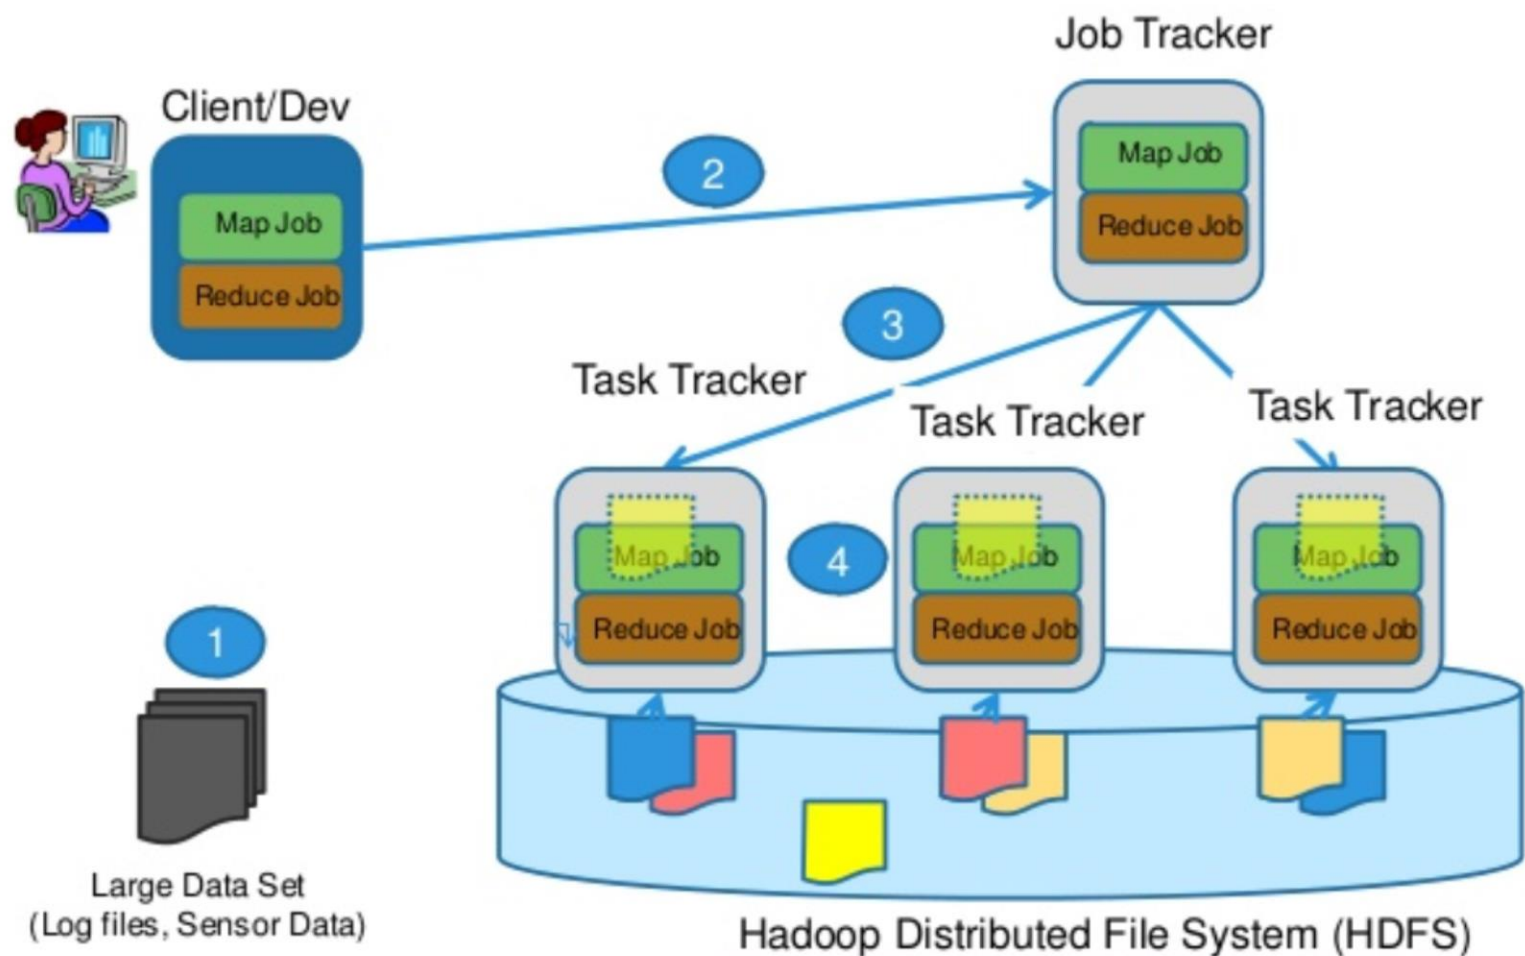 Job Tracker
Client/Dev
Map Job
Reduce Job
2
Map Job
Reduce Job
3
Task Tracker
Task Tracker
Task Tracker
Map Job
Reduce Job
4
Map Job
Reduce Job
Map Job
Reduce Job
1
Large Data Set
(Log files, Sensor Data)
Hadoop Distributed File System (HDFS)